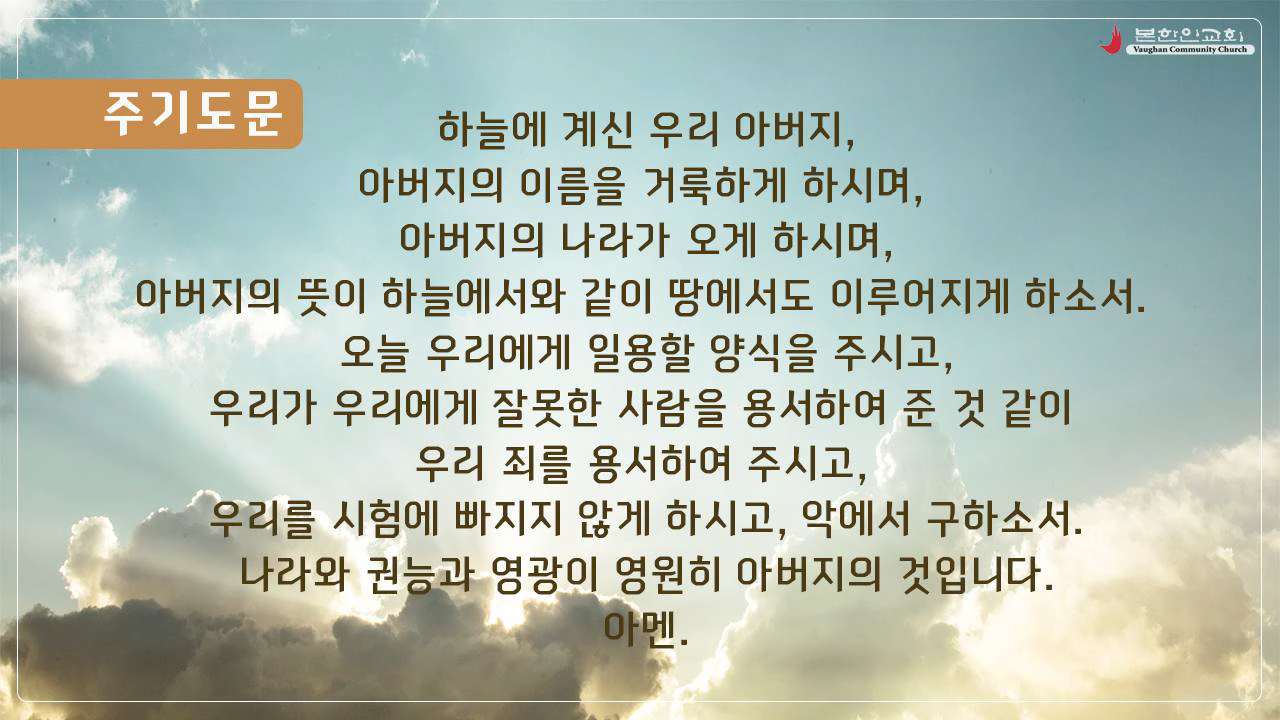 본한인교회
Vaughan Community Church
주기도문
하늘에 계신 우리 아버지,
아버지의 이름을 거룩하게 하시며,
아버지의 나라가 오게 하시며,
아버지의 뜻이 하늘에서와 같이 땅에서도 이루어지게 하소서.
오늘 우리에게 일용할 양식을 주시고,
우리가 우리에게 잘못한 사람을 용서하여 준 것 같이
우리 죄를 용서하여 주시고,
우리를 시험에 빠지지 않게 하시고, 악에서 구하소서.
나라와 권능과 영광이 영원히 아버지의 것입니다.
아멘.